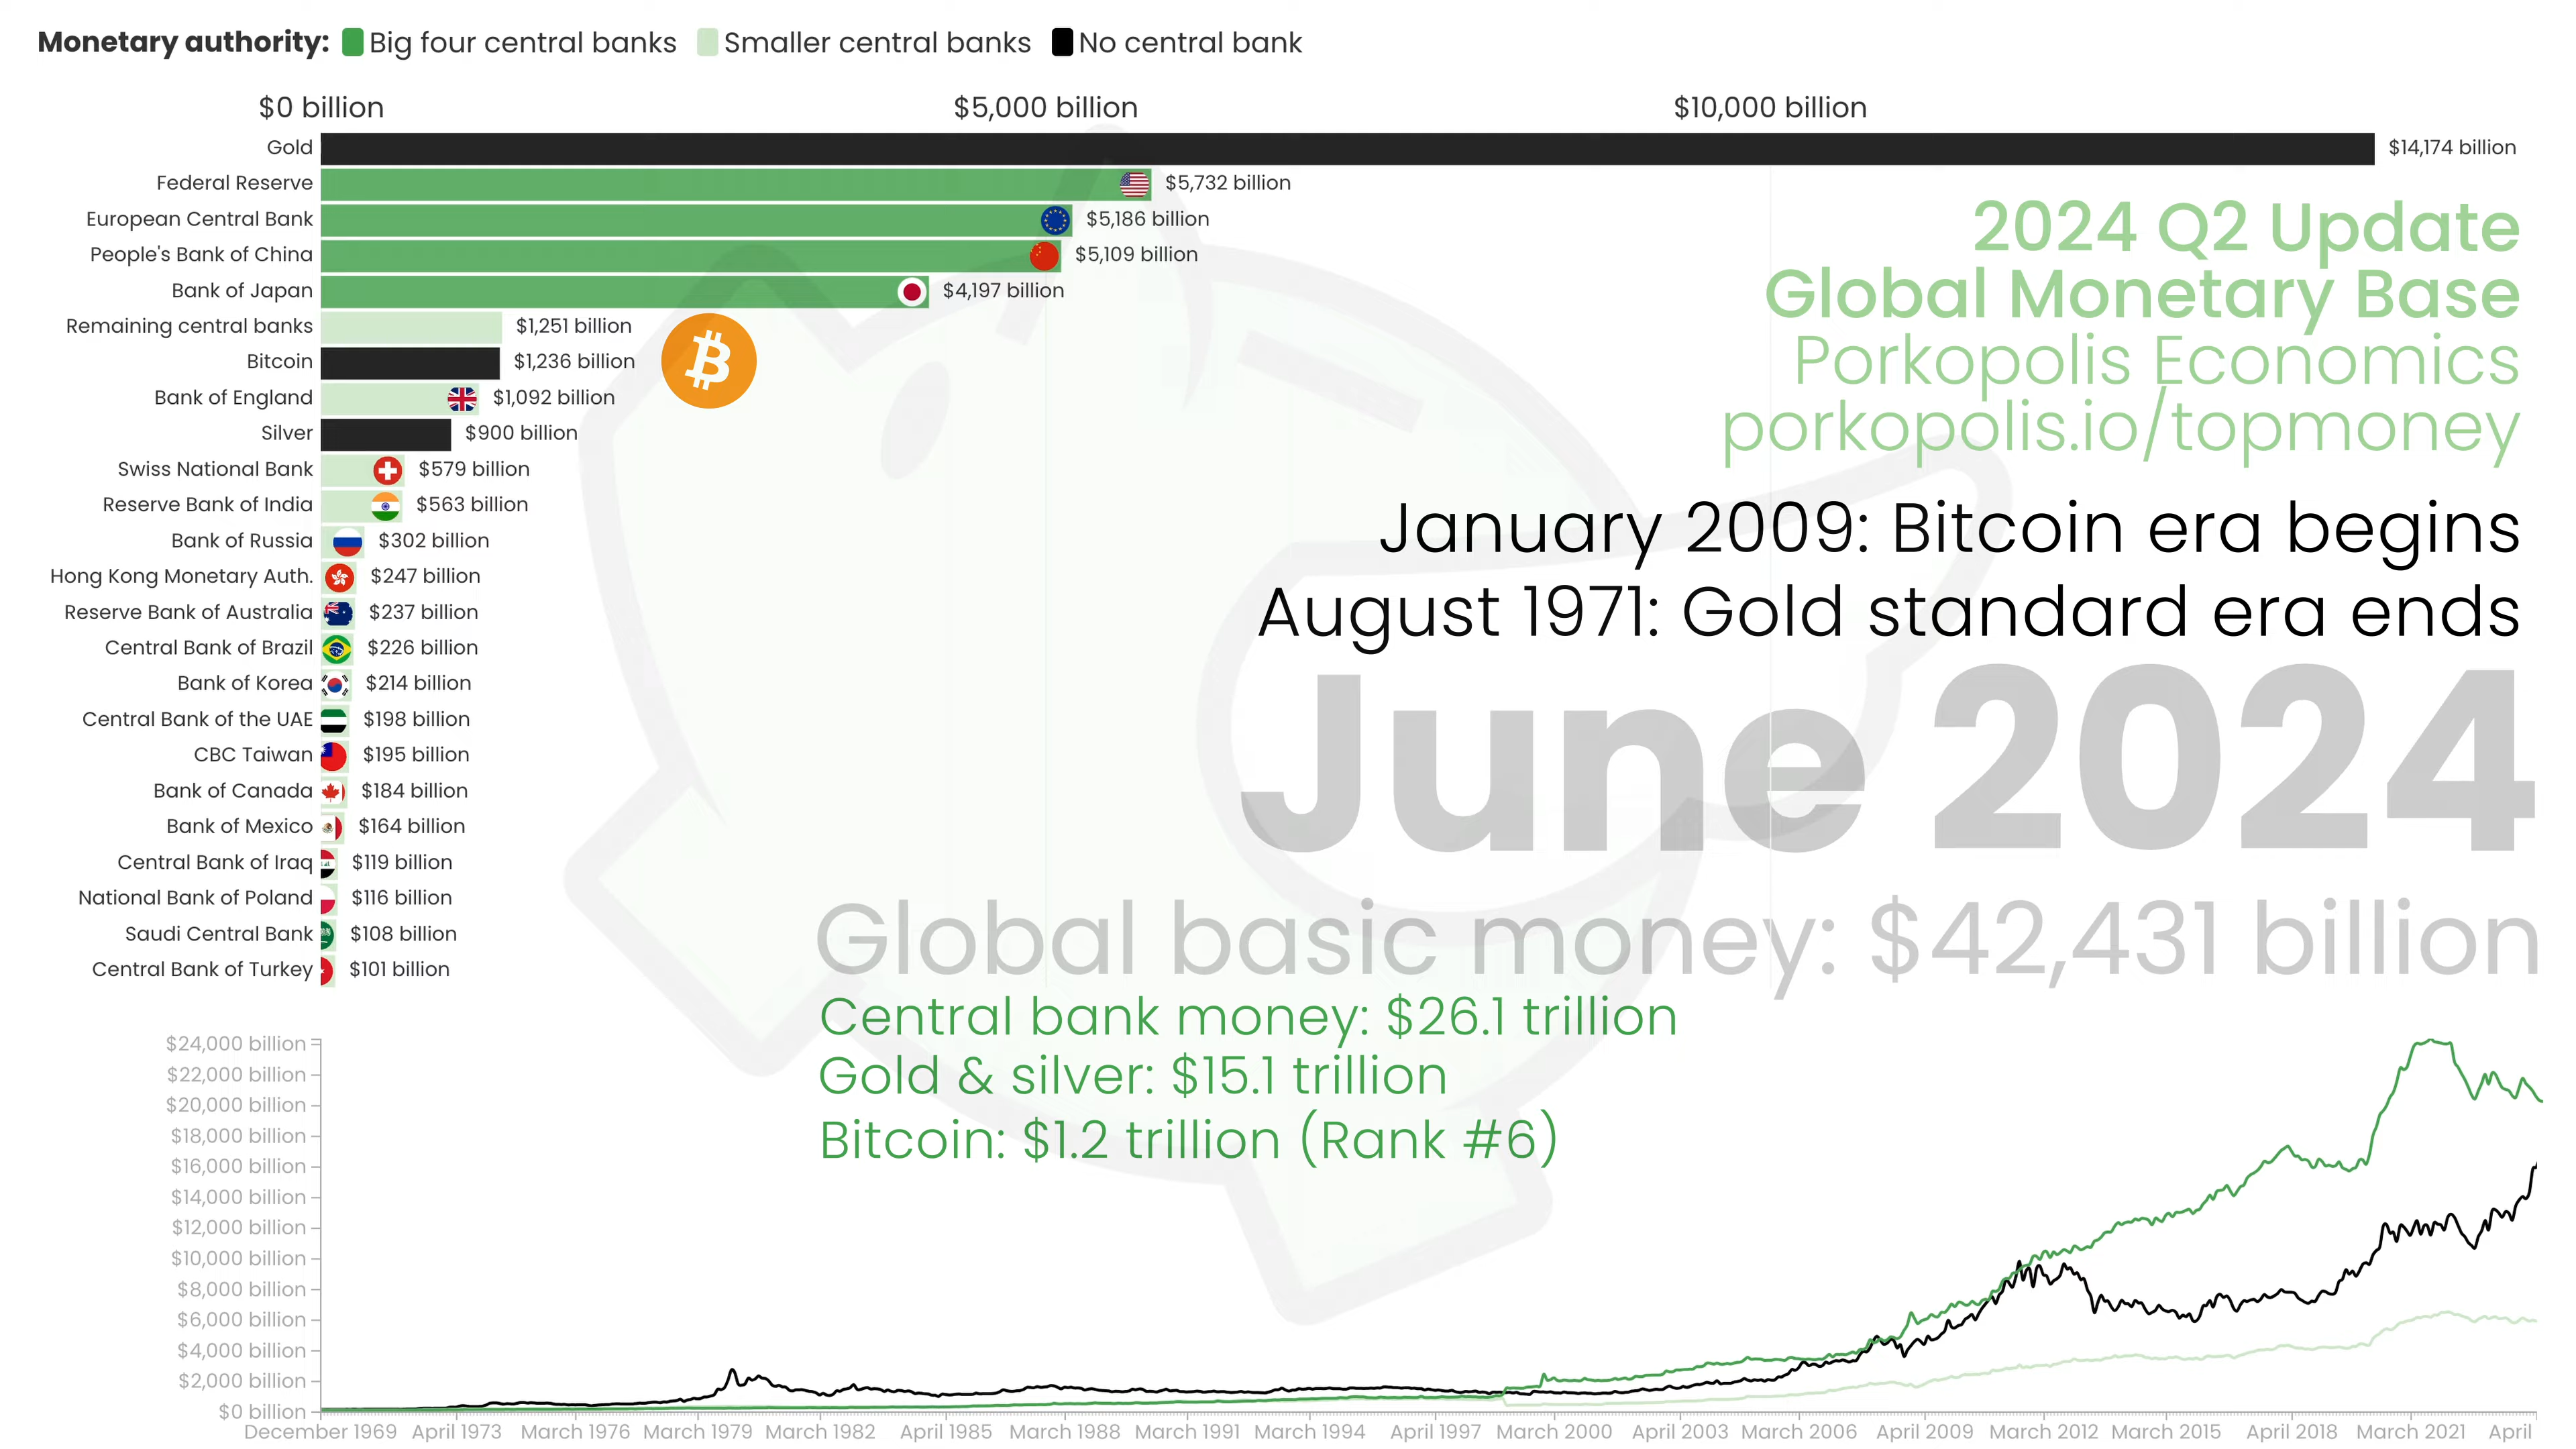 Monetary authority: Big four central banks Smaller central banks No central bank
$0 billion $5,000 billion $10,000 billion
Gold $14,174 billion
Federal Reserve $5,732 billion
European Central Bank $5,186 billion
People's Bank of China $5,109 billion
Bank of Japan $4,197 billion
Remaining central banks $1,251 billion
Bitcoin $1,236 billion
Bank of England $1,092 billion
Silver $900 billion
Swiss National Bank $579 billion
Reserve Bank of India $563 billion
Bank of Russia $302 billion
Hong Kong Monetary Auth. $247 billion
Reserve Bank of Australia $237 billion
Central Bank of Brazil $226 billion
Bank of Korea $214 billion
Central Bank of the UAE $198 billion
CBC Taiwan $195 billion
Bank of Canada $184 billion
Bank of Mexico $164 billion
Central Bank of Iraq $119 billion
National Bank of Poland $116 billion
Saudi Central Bank $108 billion
Central Bank of Turkey $101 billion
2024 Q2 Update
Global Monetary Base
Porkopolis Economics
porkopolis.io/topmoney
January 2009: Bitcoin era begins
August 1971: Gold standard era ends
June 2024
Global basic money: $42,431 billion
Central bank money: $26.1 trillion
Gold & silver: $15.1 trillion
Bitcoin: $1.2 trillion (Rank #6)
$24,000 billion
$22,000 billion
$20,000 billion
$18,000 billion
$16,000 billion
$14,000 billion
$12,000 billion
$10,000 billion
$8,000 billion
$6,000 billion
$4,000 billion
$2,000 billion
$0 billion
December 1969 April 1973 March 1976 March 1979 March 1982 April 1985 March 1988 March 1991 March 1994 April 1997 March 2000 April 2003 March 2006 April 2009 March 2012 March 2015 April 2018 March 2021 April